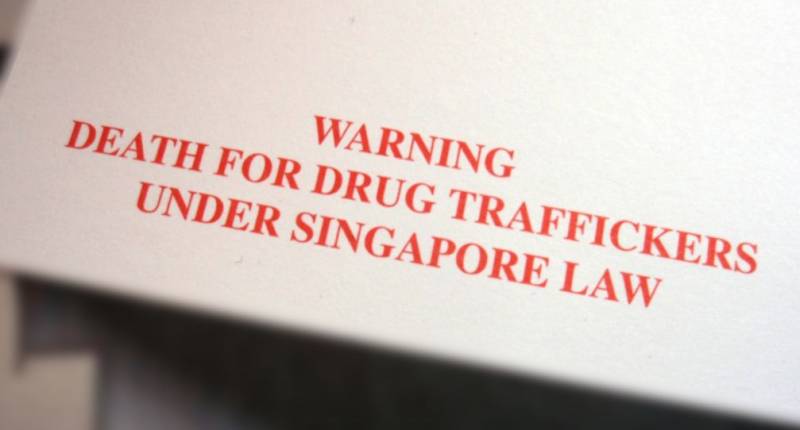 WARNING
DEATH FOR DRUG TRAFFICKERS
UNDER SINGAPORE LAW